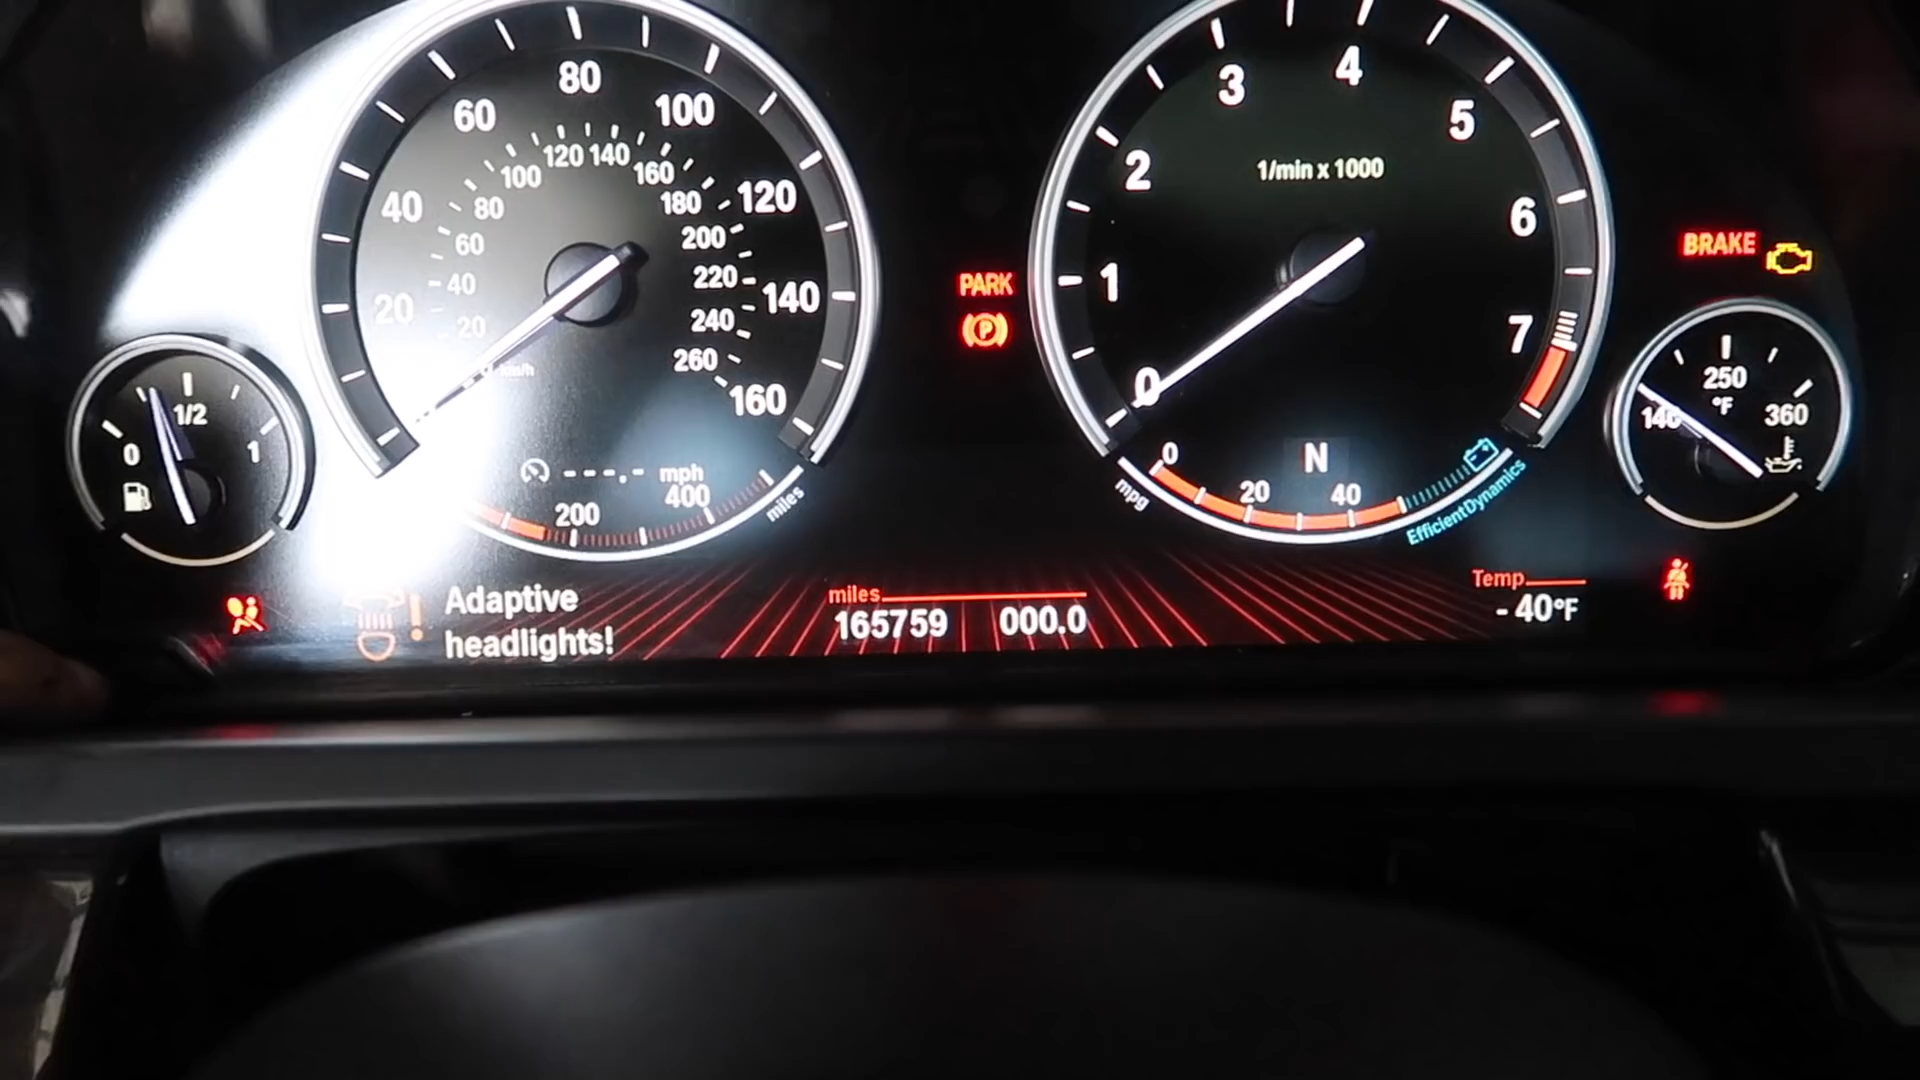 80
60
100
120 140
100
160
40
80
180
120
60
200
40
220
140
20
20
240
260
km/h
160
---.- mph
200
400
miles
0
1/2
1
PARK
P
3
4
2
5
1/min x 1000
6
1
7
0
N
0
20
40
mpg
EfficientDynamics
BRAKE
250
°F
140
360
Adaptive
headlights!
miles
165759 000.0
Temp
- 40°F